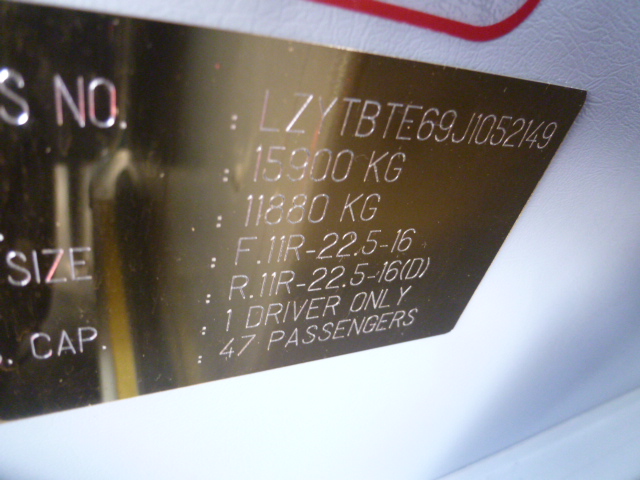 S NO. : LZYTBTE69J1052149
: 15900 KG
: 11880 KG
SIZE : F.11R-22.5-16
: R.11R-22.5-16(D)
. CAP. : 1 DRIVER ONLY
: 47 PASSENGERS